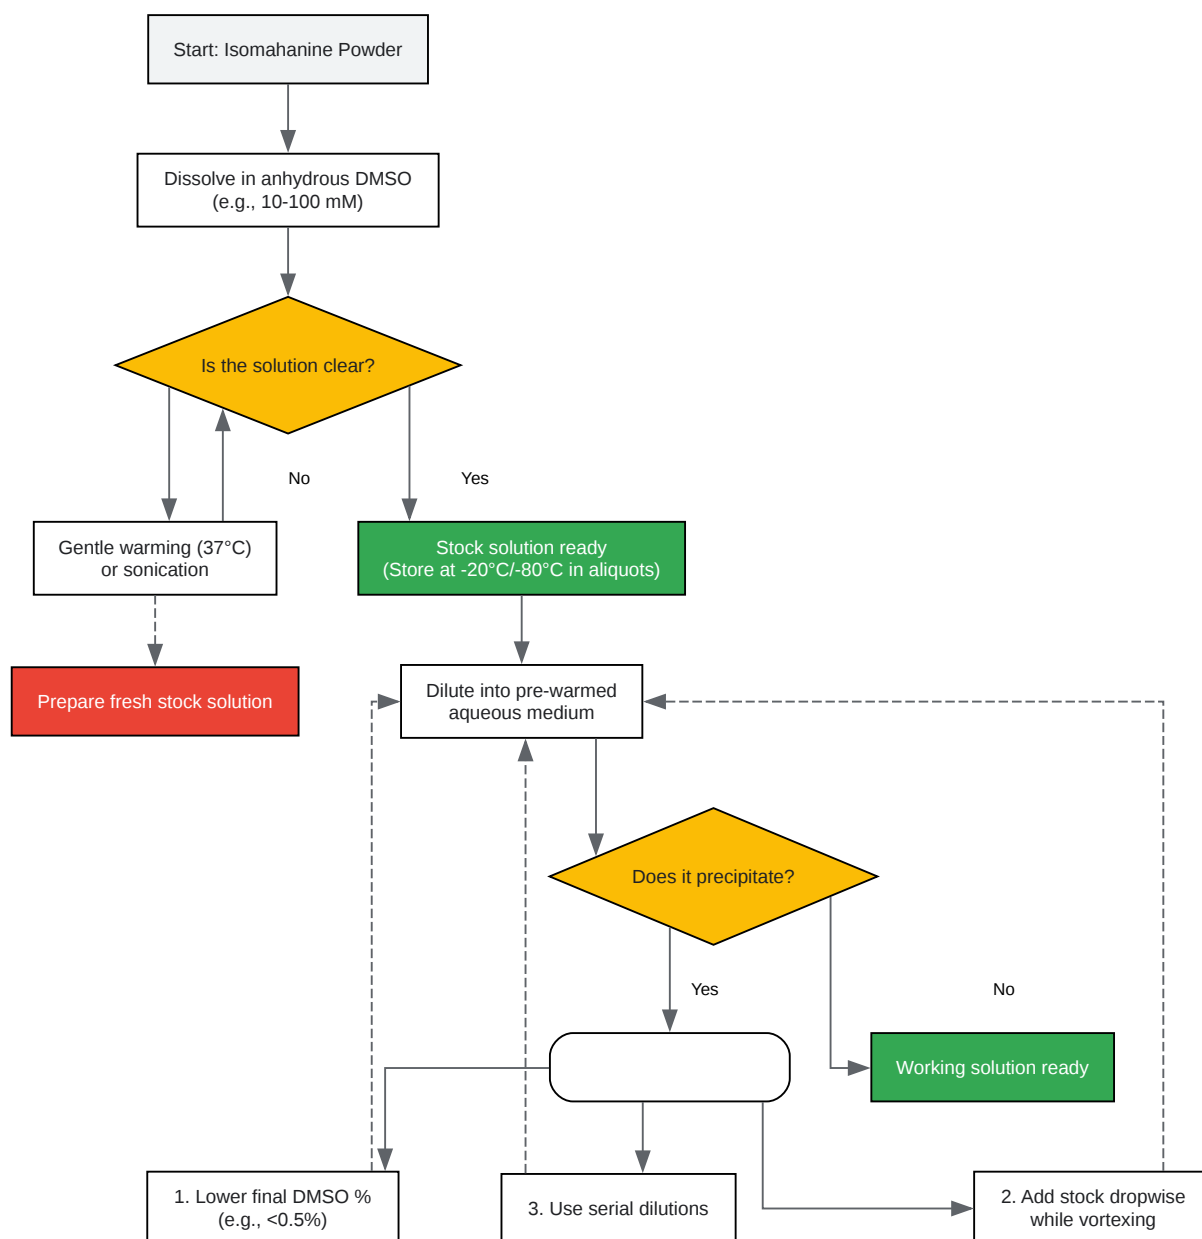 Start: Isomahanine Powder
Dissolve in anhydrous DMSO
(e.g., 10-100 mM)
Is the solution clear?
No
Yes
Gentle warming (37°C)
or sonication
Stock solution ready
(Store at -20°C/-80°C in aliquots)
Prepare fresh stock solution
Dilute into pre-warmed
aqueous medium
Does it precipitate?
Yes
No
Working solution ready
1. Lower final DMSO %
(e.g., <0.5%)
3. Use serial dilutions
2. Add stock dropwise
while vortexing